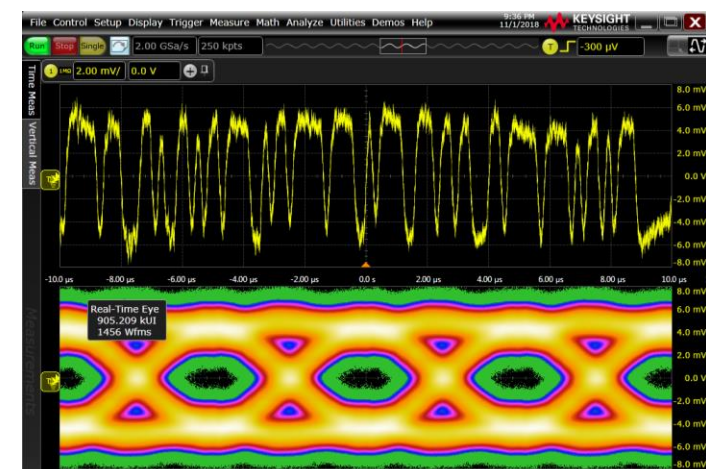 File Control Setup Display Trigger Measure Math Analyze Utilities Demos Help
9:36 PM
11/1/2018
KEYSIGHT
TECHNOLOGIES
Run Stop Single 2.00 GSa/s 250 kpts T -300 µV
1 1MΩ 2.00 mV/ 0.0 V
Time Meas
Vertical Meas
Measurements
8.0 mV
6.0 mV
4.0 mV
2.0 mV
0.0 V
-2.0 mV
-4.0 mV
-6.0 mV
-8.0 mV
-10.0 µs -8.00 µs -6.00 µs -4.00 µs -2.00 µs 0.0 s 2.00 µs 4.00 µs 6.00 µs 8.00 µs 10.0 µs
Real-Time Eye
905.209 kUI
1456 Wfms
8.0 mV
6.0 mV
4.0 mV
2.0 mV
0.0 V
-2.0 mV
-4.0 mV
-6.0 mV
-8.0 mV